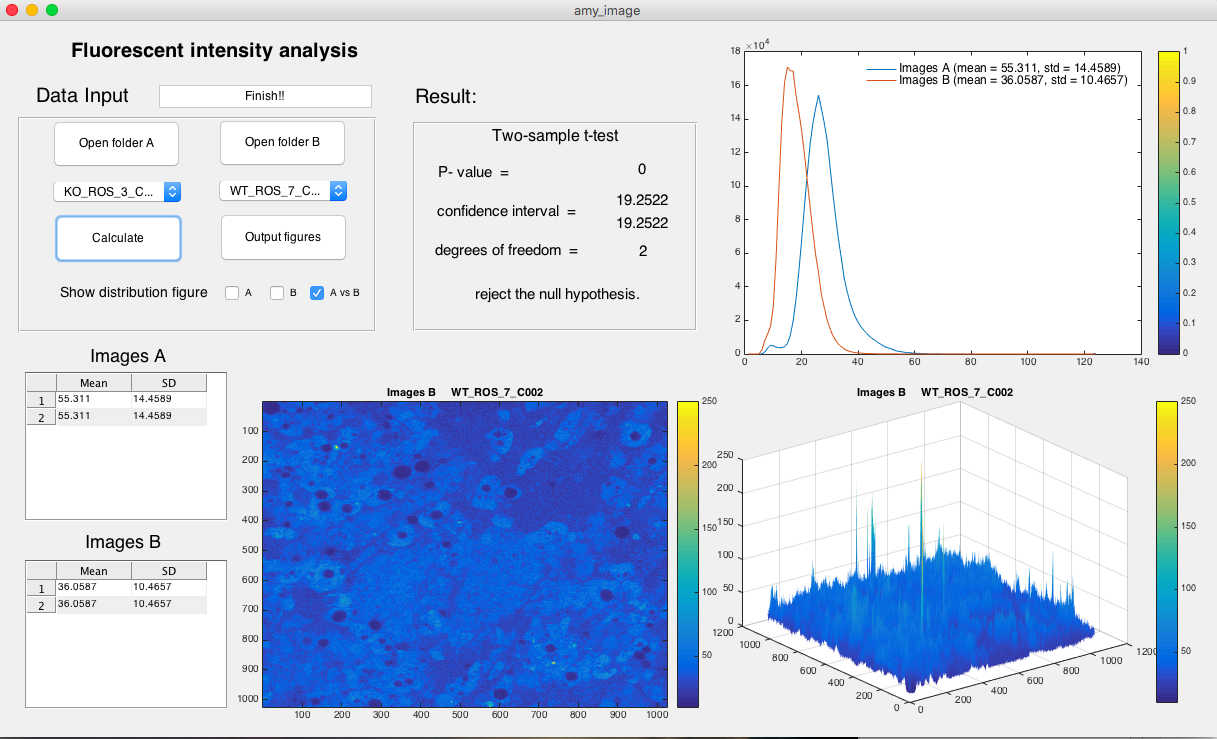 amy_image
Fluorescent intensity analysis
Data Input
Finish!!
Open folder A
Open folder B
KO_ROS_3_C...
WT_ROS_7_C...
Calculate
Output figures
Show distribution figure
A
B
A vs B
Result:
Two-sample t-test
P- value =
0
confidence interval =
19.2522
19.2522
degrees of freedom =
2
reject the null hypothesis.
×10^4
18
16
14
12
10
8
6
4
2
0
0 20 40 60 80 100 120 140
Images A (mean = 55.311, std = 14.4589)
Images B (mean = 36.0587, std = 10.4657)
1
0.9
0.8
0.7
0.6
0.5
0.4
0.3
0.2
0.1
0
Images A
Mean SD
1 55.311 14.4589
2 55.311 14.4589
Images B
Mean SD
1 36.0587 10.4657
2 36.0587 10.4657
Images B WT_ROS_7_C002
100
200
300
400
500
600
700
800
900
1000
100 200 300 400 500 600 700 800 900 1000
250
200
150
100
50
Images B WT_ROS_7_C002
250
200
150
100
50
0
1200
1000
800
600
400
200
0
0
200
400
600
800
1000
1200
250
200
150
100
50